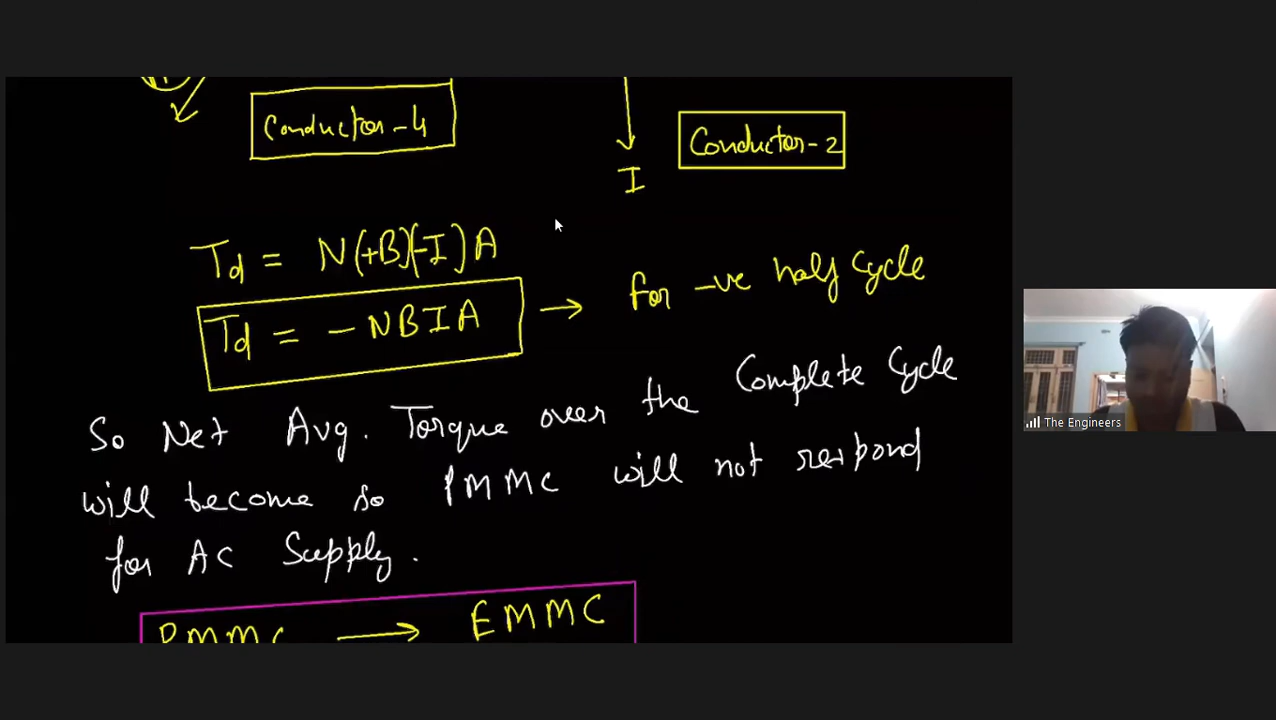 Conductor-4
Conductor-2
I
Td = N(+B)(-I)A
Td = -NBIA → for -ve half cycle
So Net Avg. Torque over the Complete Cycle
will become so PMMC will not respond
for AC Supply.
PMMC → EMMC
The Engineers